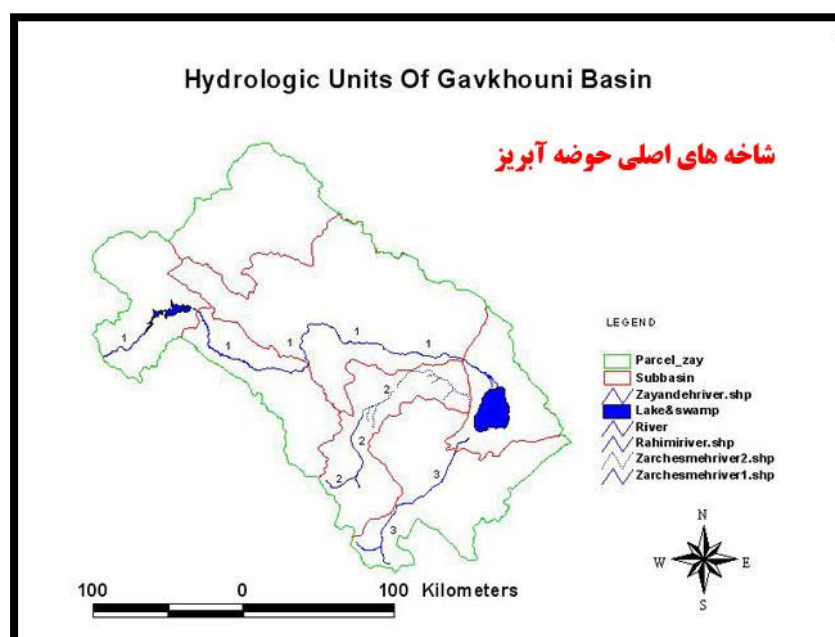 Hydrologic Units Of Gavkhouni Basin
شاخه های اصلی حوضه آبریز
1
1
1
1
1
2
2
2
3
3
LEGEND
Parcel_zay
Subbasin
Zayandehriver.shp
Lake&swamp
River
Rahimiriver.shp
Zarchesmehriver2.shp
Zarchesmehriver1.shp
N
W E
S
100 0 100 Kilometers